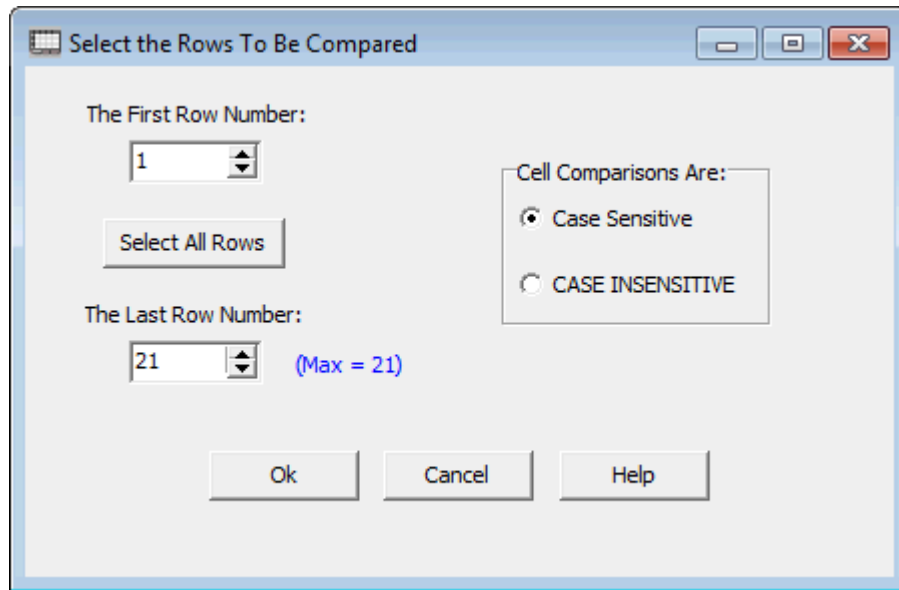 Select the Rows To Be Compared
The First Row Number:
1
Select All Rows
The Last Row Number:
21
(Max = 21)
Cell Comparisons Are:
Case Sensitive
CASE INSENSITIVE
Ok
Cancel
Help